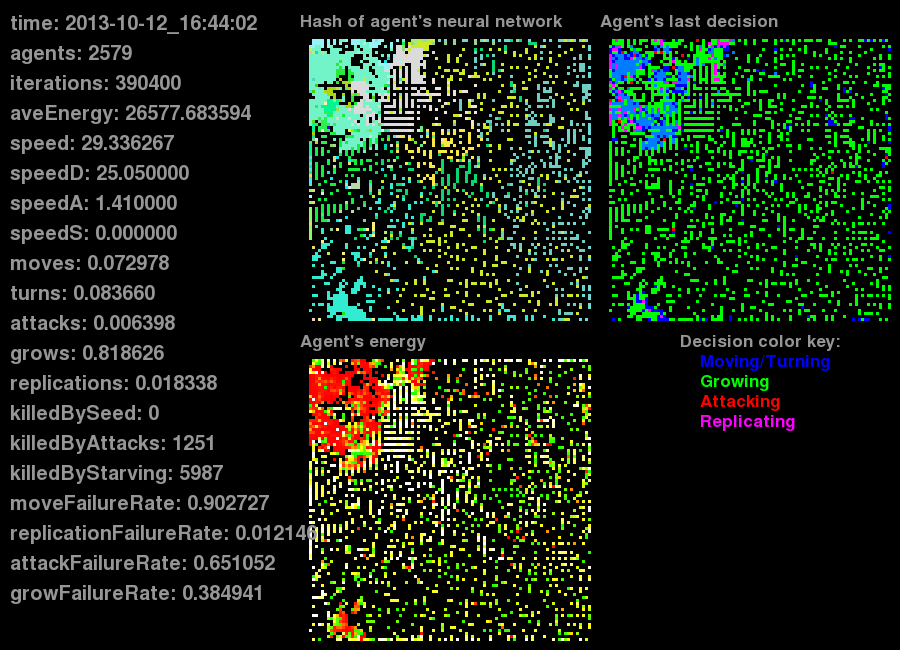 time: 2013-10-12_16:44:02
agents: 2579
iterations: 390400
aveEnergy: 26577.683594
speed: 29.336267
speedD: 25.050000
speedA: 1.410000
speedS: 0.000000
moves: 0.072978
turns: 0.083660
attacks: 0.006398
grows: 0.818626
replications: 0.018338
killedBySeed: 0
killedByAttacks: 1251
killedByStarving: 5987
moveFailureRate: 0.902727
replicationFailureRate: 0.012146
attackFailureRate: 0.651052
growFailureRate: 0.384941
Hash of agent's neural network
Agent's last decision
Agent's energy
Decision color key:
Moving/Turning
Growing
Attacking
Replicating